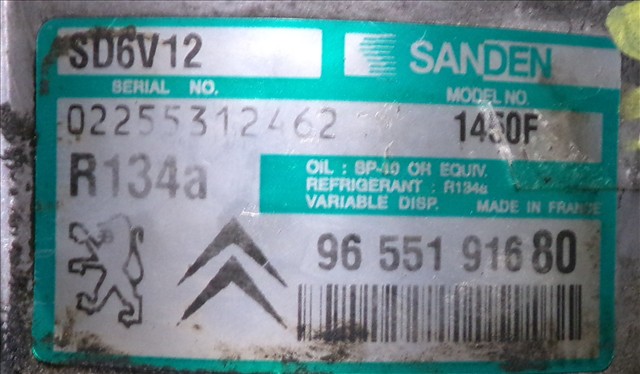 SD6V12
SANDEN
SERIAL NO.
MODEL NO.
02255312462
1450F
R134a
OIL : SP-10 OR EQUIV.
REFRIGERANT : R134a
VARIABLE DISP. MADE IN FRANCE
96 551 916 80